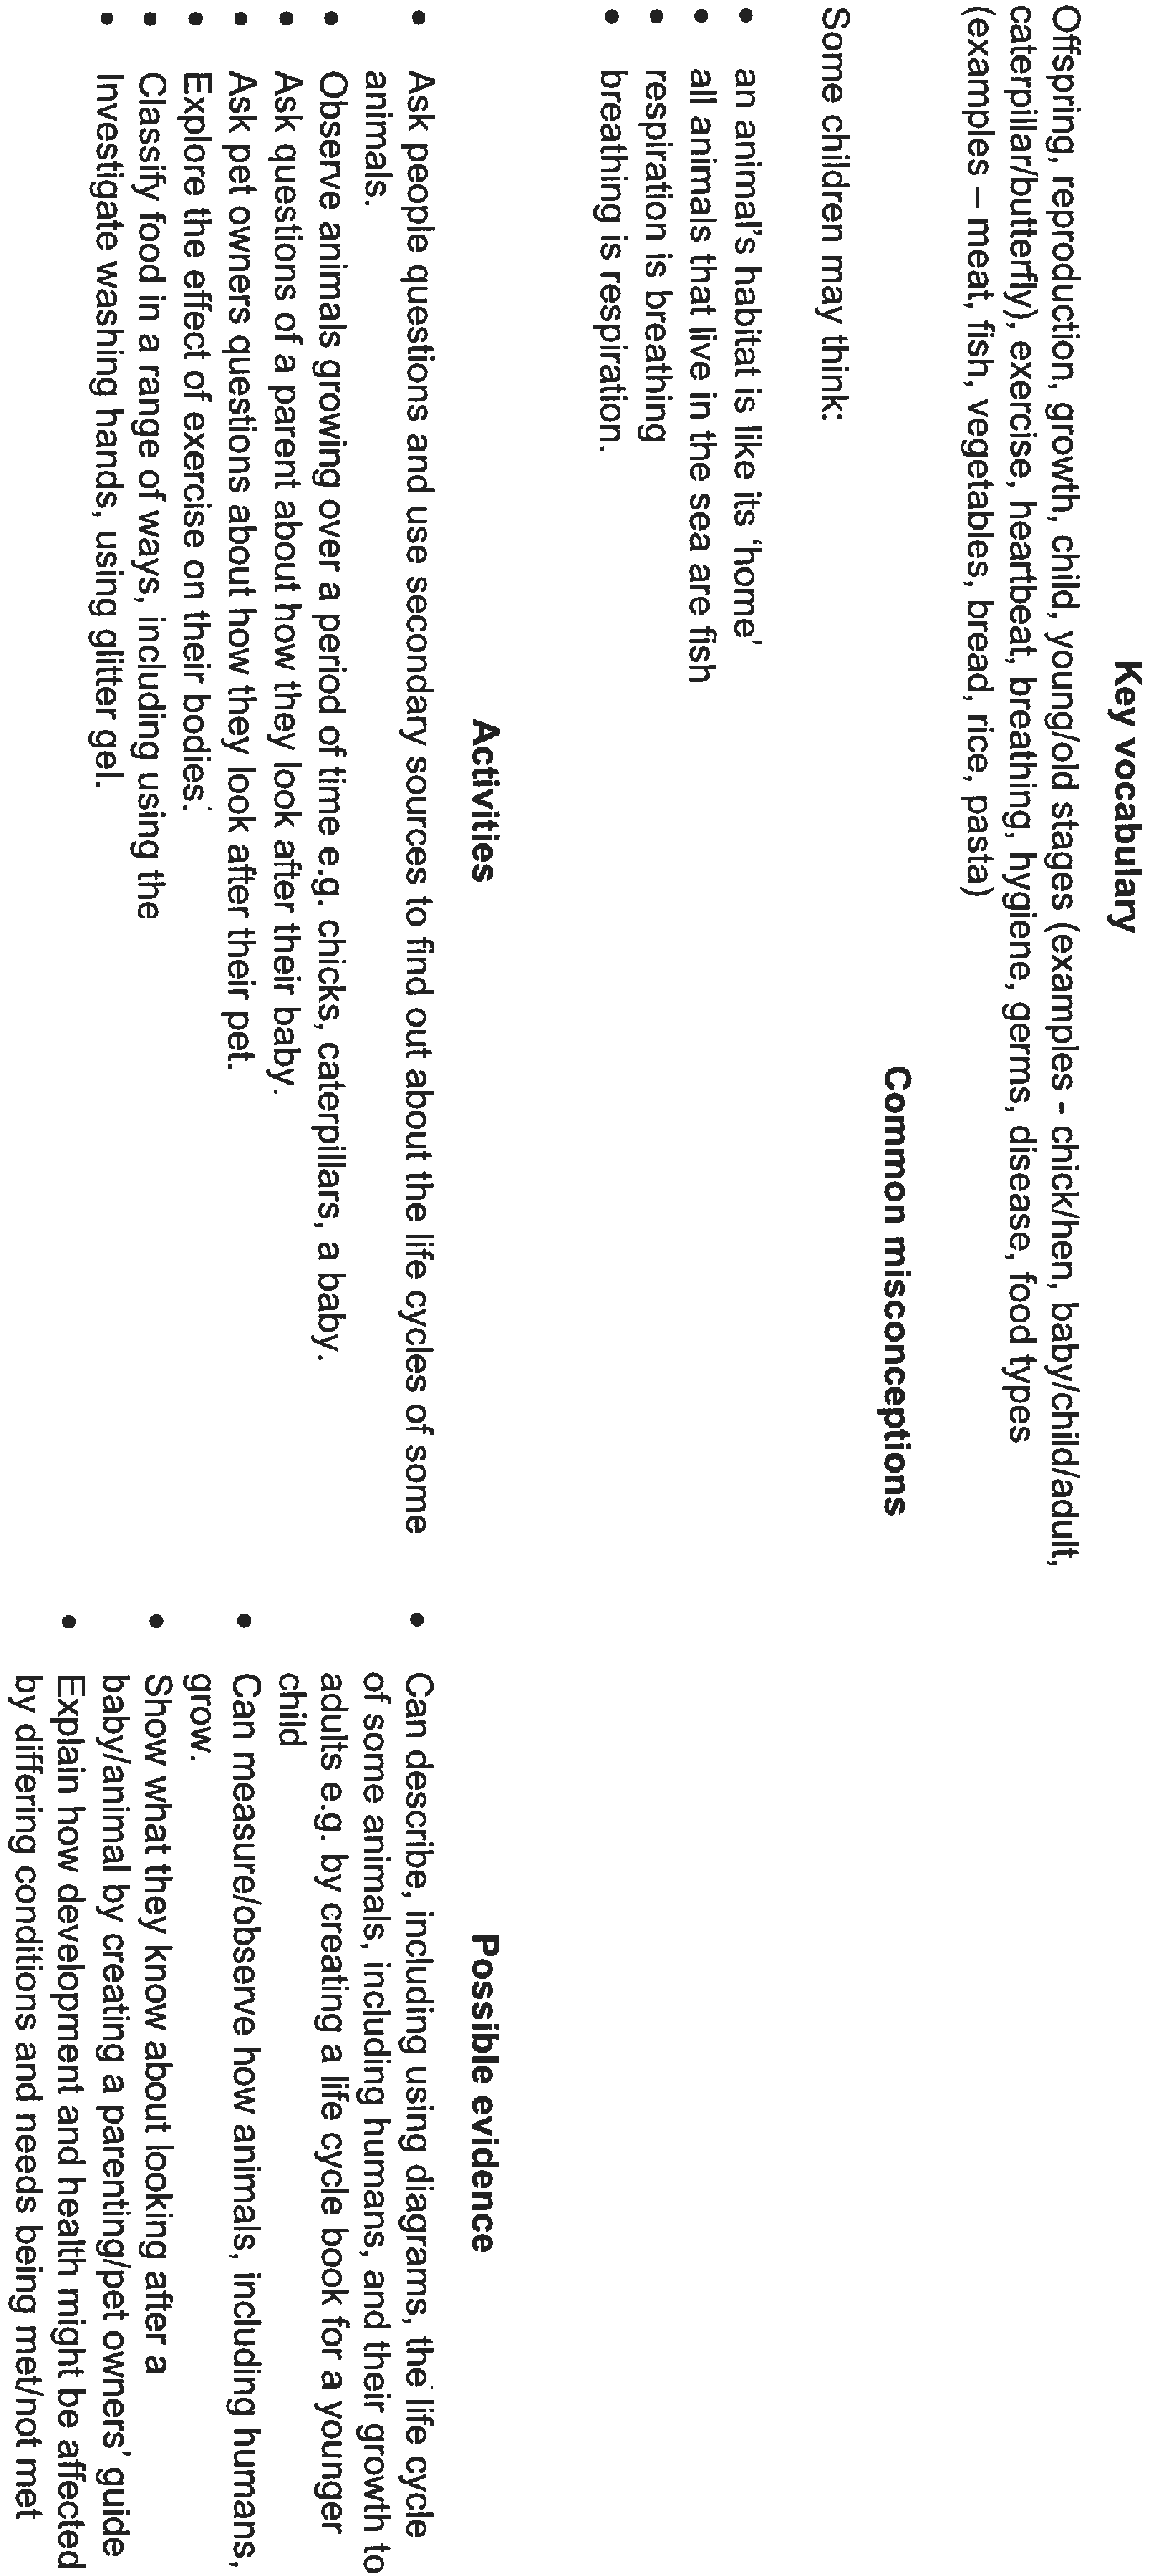 Key vocabulary
Offspring, reproduction, growth, child, young/old stages (examples - chick/hen, baby/child/adult,
caterpillar/butterfly), exercise, heartbeat, breathing, hygiene, germs, disease, food types
(examples – meat, fish, vegetables, bread, rice, pasta)
Common misconceptions
Some children may think:
• an animal's habitat is like its 'home'
• all animals that live in the sea are fish
• respiration is breathing
• breathing is respiration.
Activities
• Ask people questions and use secondary sources to find out about the life cycles of some
animals.
• Observe animals growing over a period of time e.g. chicks, caterpillars, a baby.
• Ask questions of a parent about how they look after their baby.
• Ask pet owners questions about how they look after their pet.
• Explore the effect of exercise on their bodies.
• Classify food in a range of ways, including using the
• Investigate washing hands, using glitter gel.
Possible evidence
• Can describe, including using diagrams, the life cycle
of some animals, including humans, and their growth to
adults e.g. by creating a life cycle book for a younger
child
• Can measure/observe how animals, including humans,
grow.
• Show what they know about looking after a
baby/animal by creating a parenting/pet owners' guide
• Explain how development and health might be affected
by differing conditions and needs being met/not met